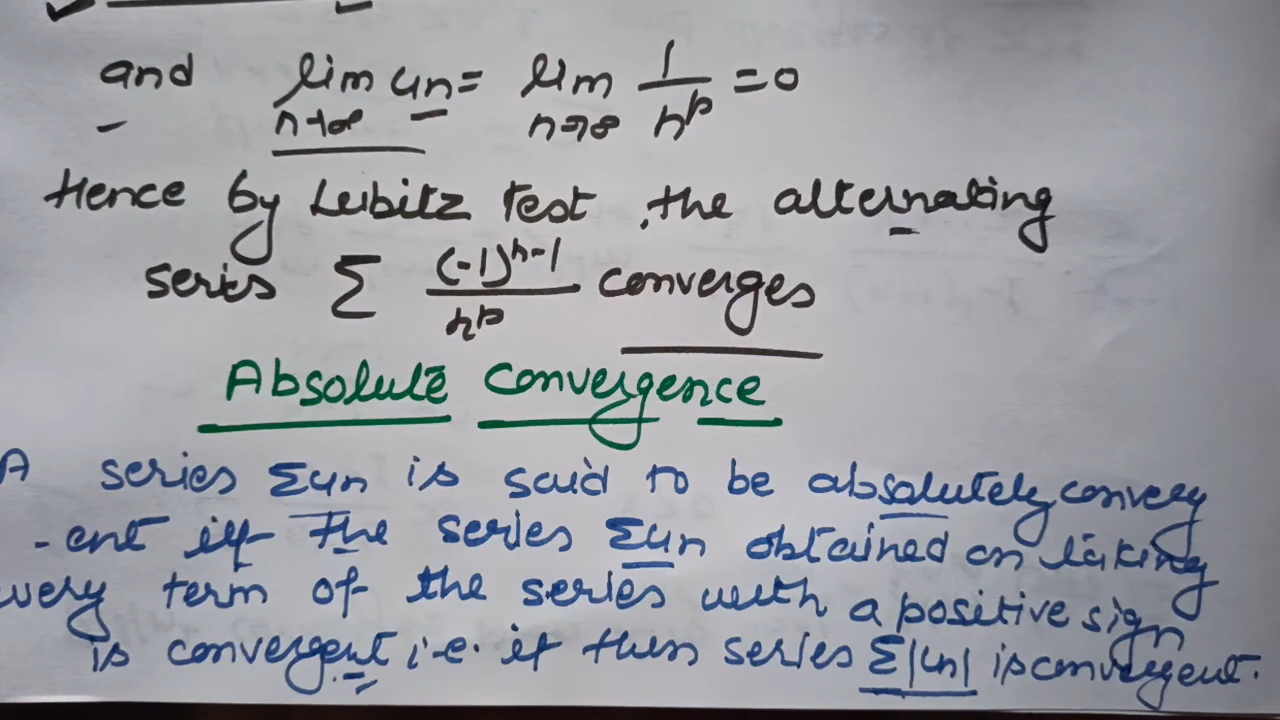 and lim n→∞ un = lim n→∞ 1/n^p = 0
Hence by Leibitz test, the alternating
series Σ (-1)^n-1 / n^p converges
Absolute convergence
A series Σun is said to be absolutely converg
-ent if the series Σun obtained on taking
every term of the series with a positive sign
is convergent i.e. if then series Σ|un| is convergent.